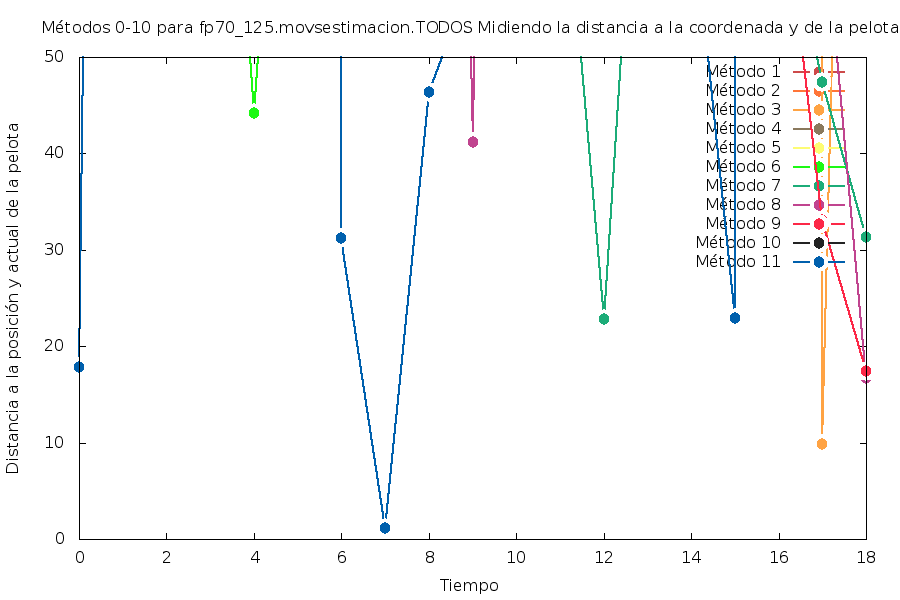 Métodos 0-10 para fp70_125.movsestimacion.TODOS Midiendo la distancia a la coordenada y de la pelota
Distancia a la posición y actual de la pelota
50
40
30
20
10
0
Método 1
Método 2
Método 3
Método 4
Método 5
Método 6
Método 7
Método 8
Método 9
Método 10
Método 11
0 2 4 6 8 10 12 14 16 18
Tiempo